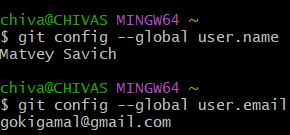 chiva@CHIVAS MINGW64 ~
$ git config --global user.name
Matvey Savich
chiva@CHIVAS MINGW64 ~
$ git config --global user.email
gokigamal@gmail.com